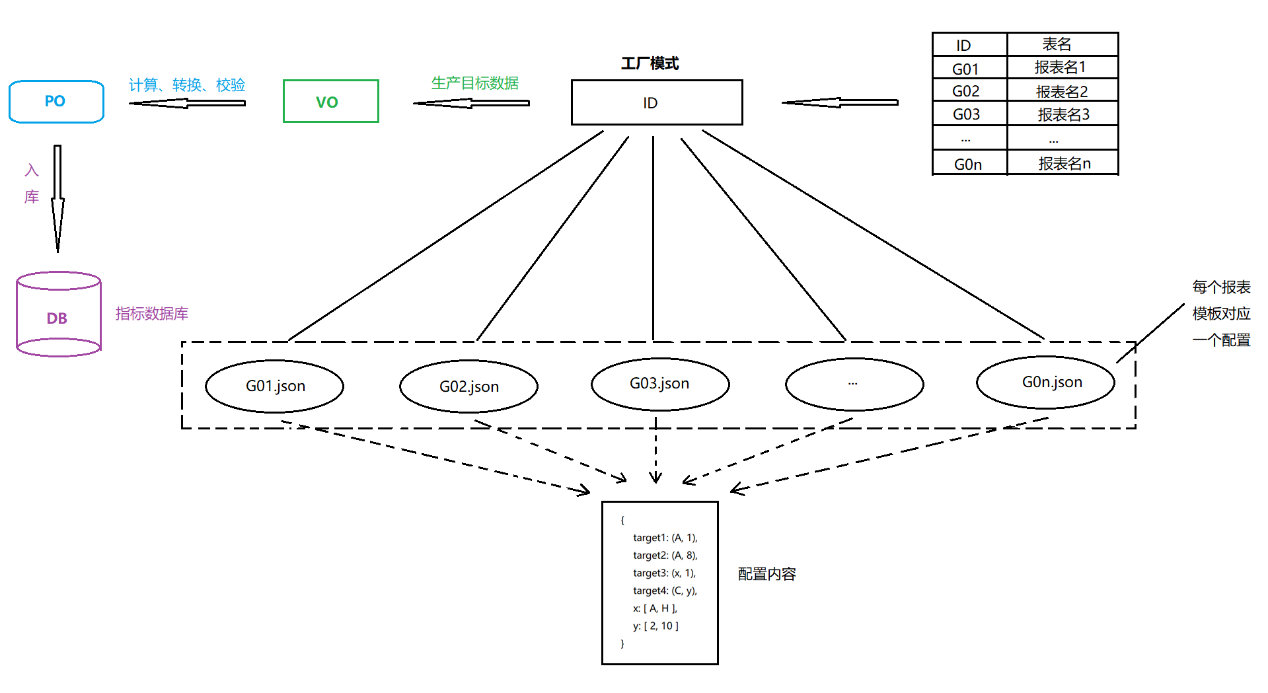 工厂模式
ID 表名
G01 报表名1
G02 报表名2
G03 报表名3
... ...
G0n 报表名n
ID
生产目标数据
VO
计算、转换、校验
PO
入
库
DB
指标数据库
每个报表
模板对应
一个配置
G01.json
G02.json
G03.json
...
G0n.json
{
target1: (A, 1),
target2: (A, 8),
target3: (x, 1),
target4: (C, y),
x: [ A, H ],
y: [ 2, 10 ]
}
配置内容